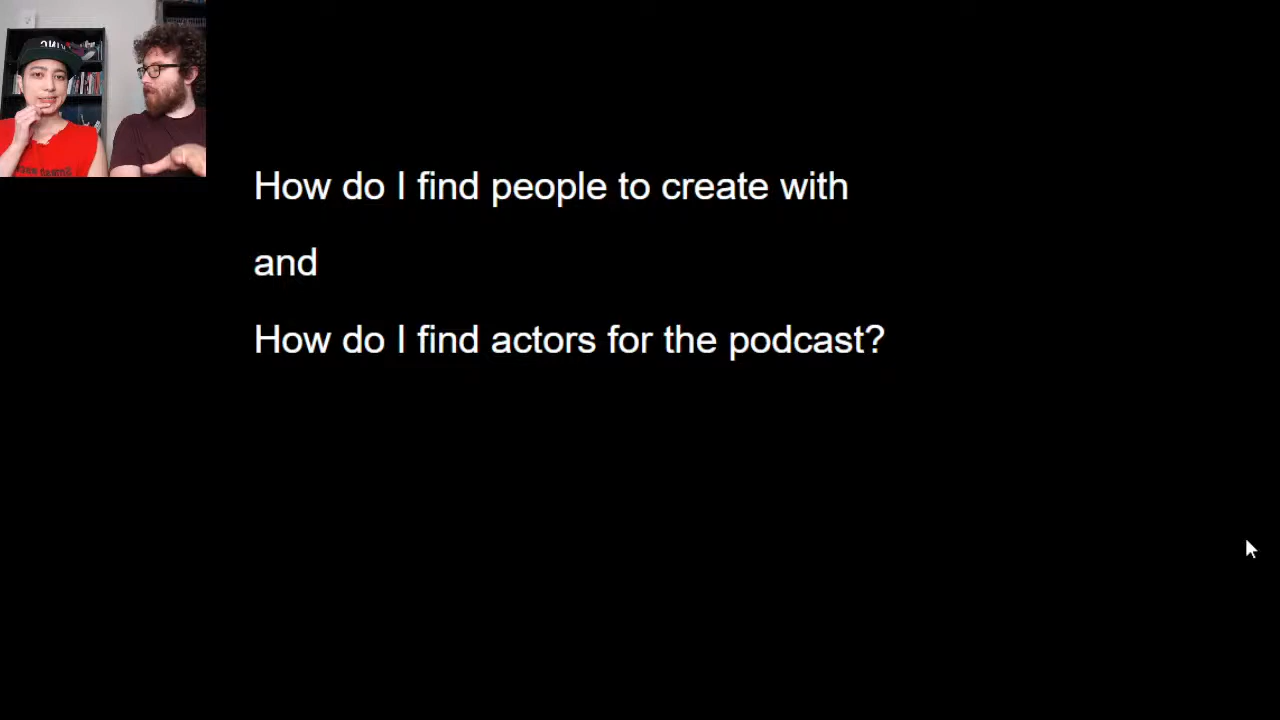 How do I find people to create with
and
How do I find actors for the podcast?